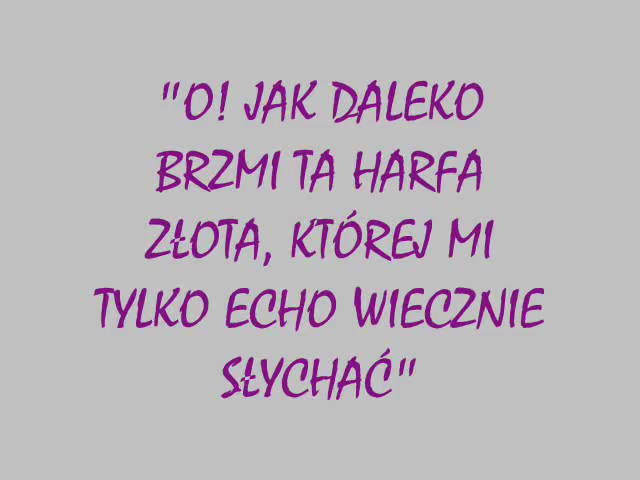 "O! JAK DALEKO
BRZMI TA HARFA
ZŁOTA, KTÓREJ MI
TYLKO ECHO WIECZNIE
SŁYCHAĆ"